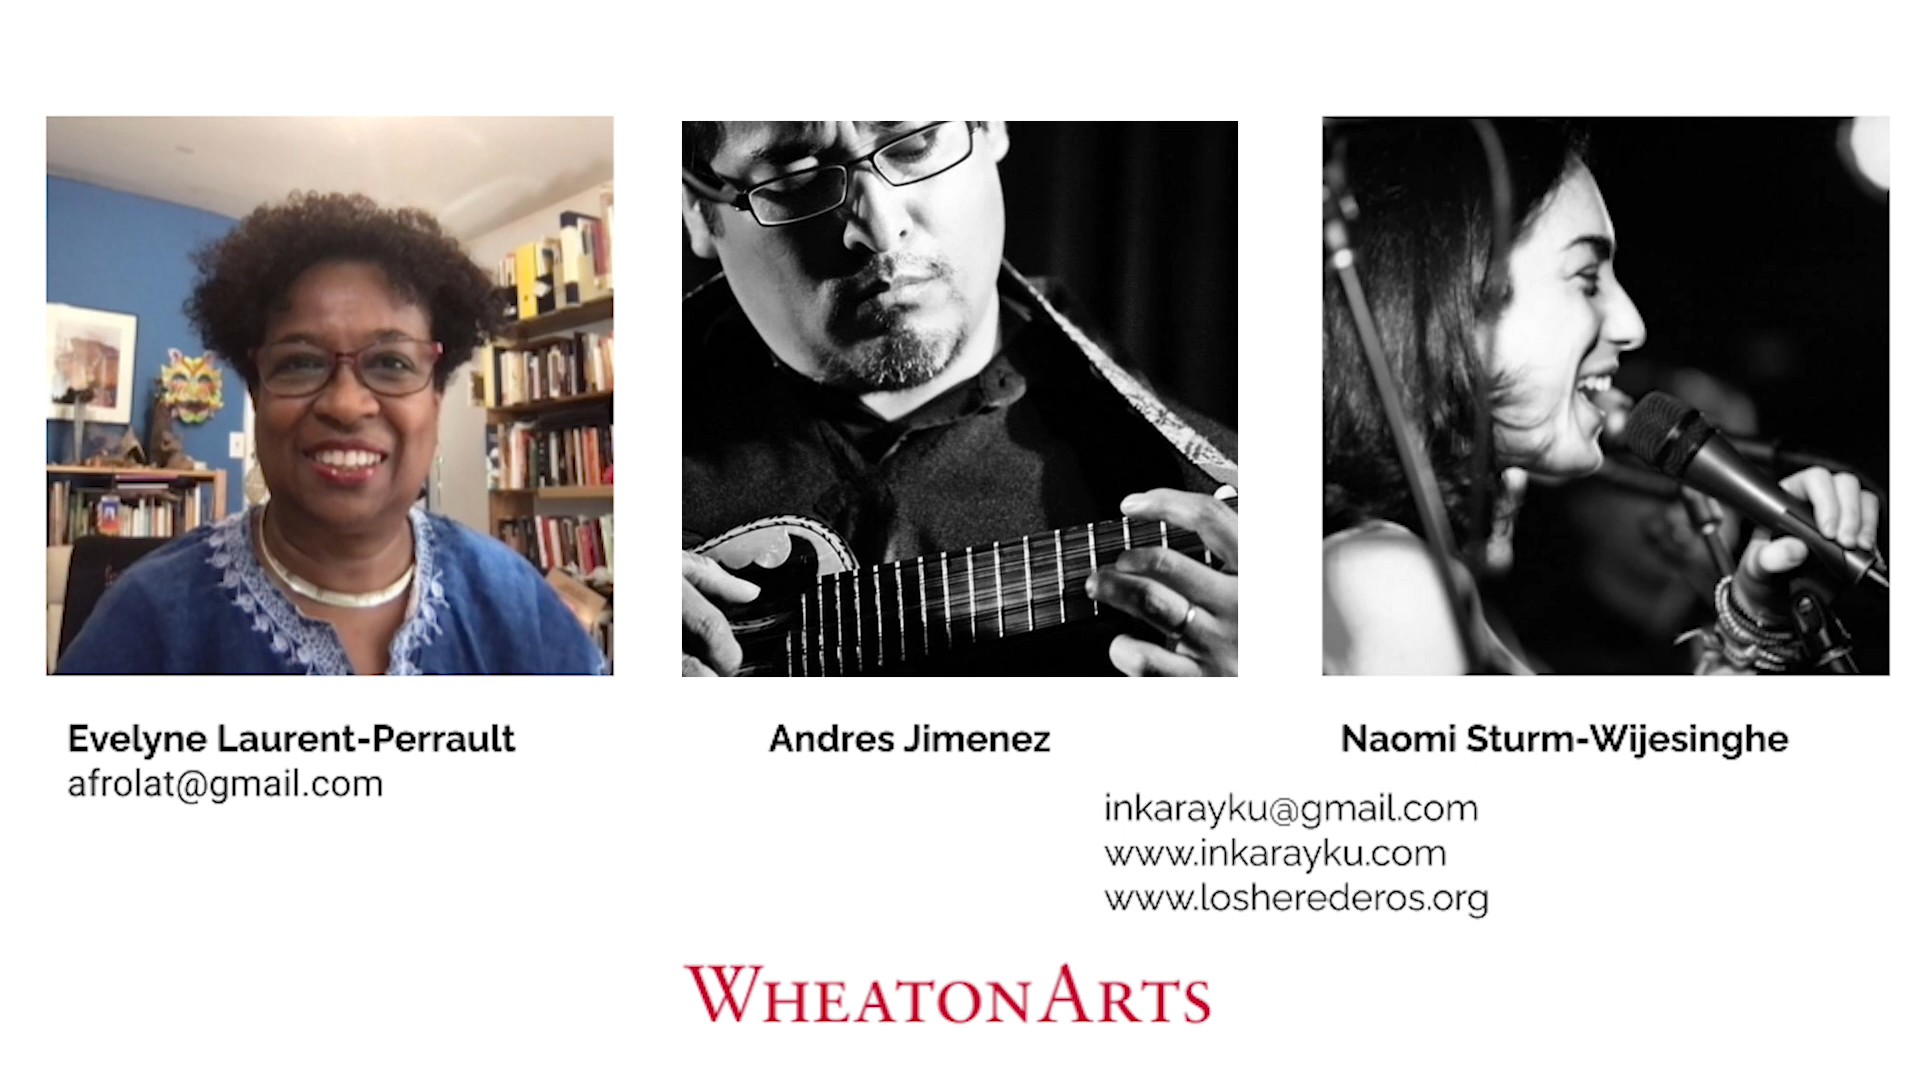 Evelyne Laurent-Perrault
afrolat@gmail.com
Andres Jimenez
Naomi Sturm-Wijesinghe
inkarayku@gmail.com
www.inkarayku.com
www.losherederos.org
WHEATONARTS